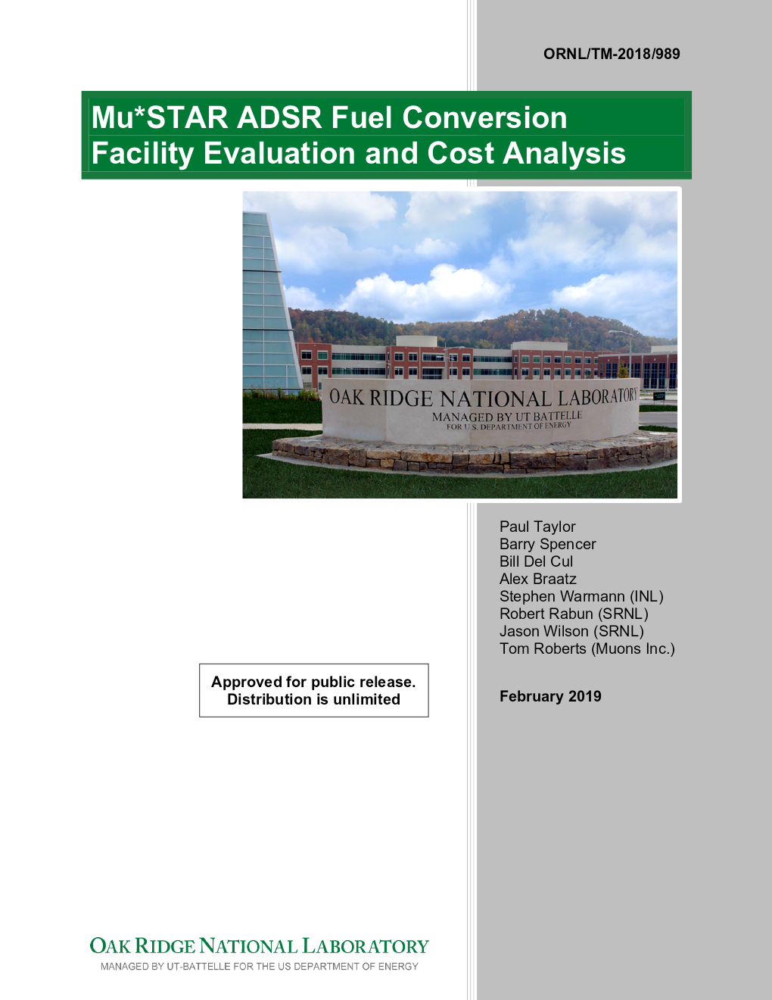 ORNL/TM-2018/989
Mu*STAR ADSR Fuel Conversion
Facility Evaluation and Cost Analysis
OAK RIDGE NATIONAL LABORATORY
MANAGED BY UT BATTELLE
FOR U.S. DEPARTMENT OF ENERGY
Paul Taylor
Barry Spencer
Bill Del Cul
Alex Braatz
Stephen Warmann (INL)
Robert Rabun (SRNL)
Jason Wilson (SRNL)
Tom Roberts (Muons Inc.)
Approved for public release.
Distribution is unlimited
February 2019
OAK RIDGE NATIONAL LABORATORY
MANAGED BY UT-BATTELLE FOR THE US DEPARTMENT OF ENERGY